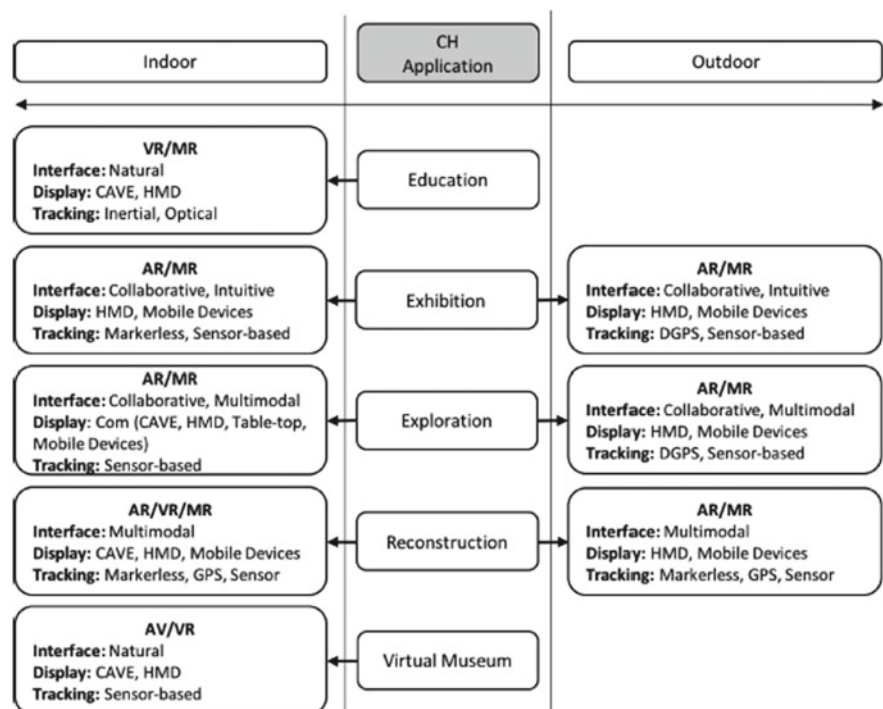 Indoor
CH
Application
Outdoor
VR/MR
Interface: Natural
Display: CAVE, HMD
Tracking: Inertial, Optical
Education
AR/MR
Interface: Collaborative, Intuitive
Display: HMD, Mobile Devices
Tracking: Markerless, Sensor-based
Exhibition
AR/MR
Interface: Collaborative, Intuitive
Display: HMD, Mobile Devices
Tracking: DGPS, Sensor-based
AR/MR
Interface: Collaborative, Multimodal
Display: Com (CAVE, HMD, Table-top,
Mobile Devices)
Tracking: Sensor-based
Exploration
AR/MR
Interface: Collaborative, Multimodal
Display: HMD, Mobile Devices
Tracking: DGPS, Sensor-based
AR/VR/MR
Interface: Multimodal
Display: CAVE, HMD, Mobile Devices
Tracking: Markerless, GPS, Sensor
Reconstruction
AR/MR
Interface: Multimodal
Display: HMD, Mobile Devices
Tracking: Markerless, GPS, Sensor
AV/VR
Interface: Natural
Display: CAVE, HMD
Tracking: Sensor-based
Virtual Museum